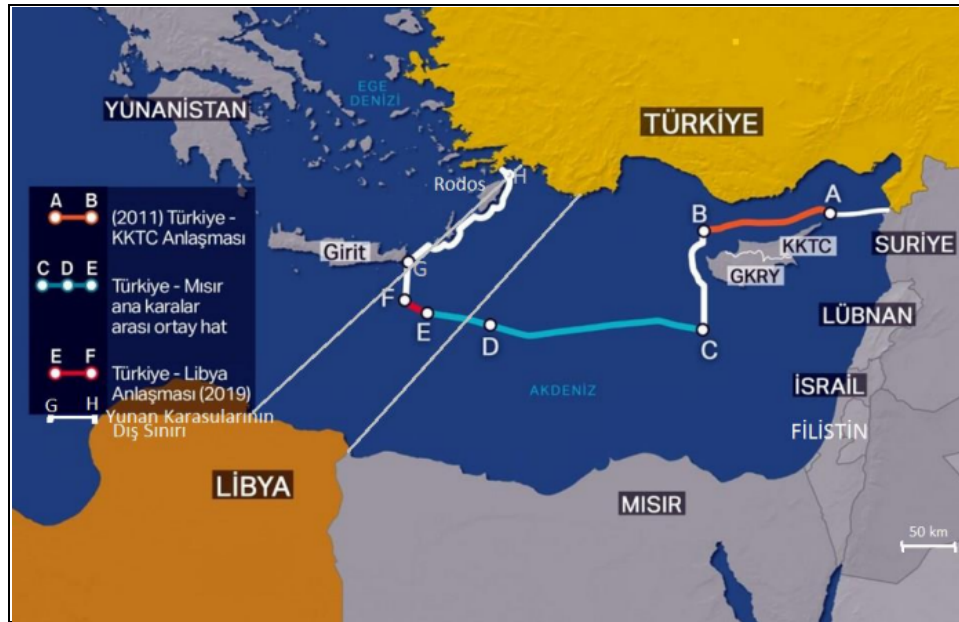 EGE
DENİZİ
YUNANİSTAN
TÜRKİYE
Rodos
H
A
B
A B
(2011) Türkiye -
KKTC Anlaşması
Girit
G
KKTC
GKRY
SURİYE
C D E
Türkiye - Mısır
ana karalar
arası ortay hat
F
E
D
C
LÜBNAN
E F
Türkiye - Libya
Anlaşması (2019)
AKDENİZ
İSRAİL
G H
Yunan Karasularının
Dış Sınırı
FİLİSTİN
LİBYA
MISIR
50 km